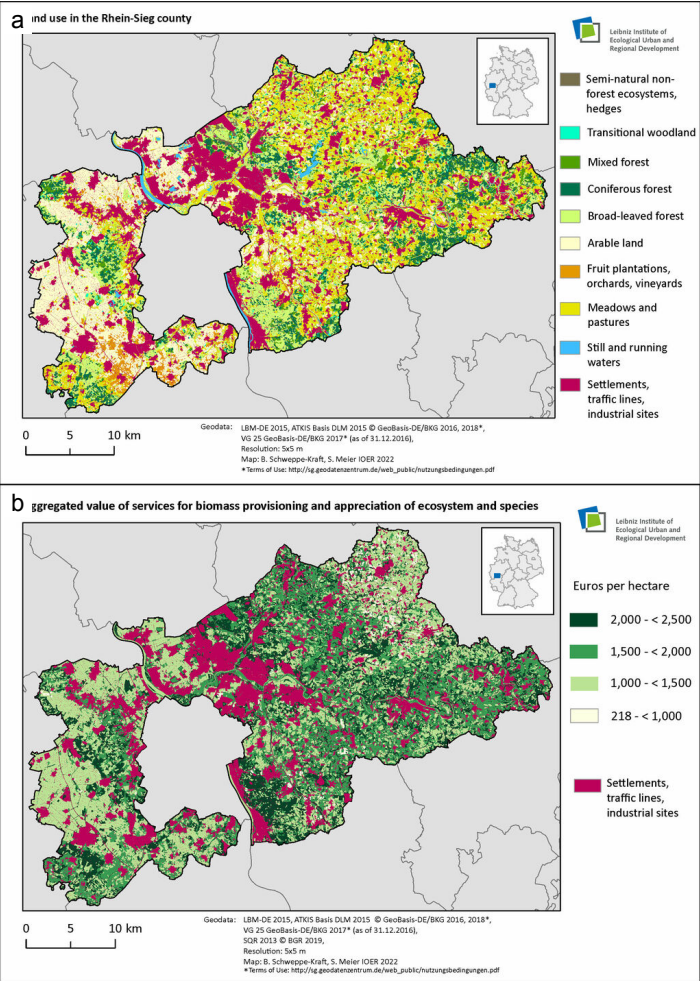 a
nd use in the Rhein-Sieg county
Leibniz Institute of
Ecological Urban and
Regional Development
Semi-natural non-
forest ecosystems,
hedges
Transitional woodland
Mixed forest
Coniferous forest
Broad-leaved forest
Arable land
Fruit plantations,
orchards, vineyards
Meadows and
pastures
Still and running
waters
Settlements,
traffic lines,
industrial sites
0 5 10 km
Geodata: LBM-DE 2015, ATKIS Basis DLM 2015 © GeoBasis-DE/BKG 2016, 2018*,
VG 25 GeoBasis-DE/BKG 2017* (as of 31.12.2016),
Resolution: 5x5 m
Map: B. Schweppe-Kraft, S. Meier IOER 2022
*Terms of Use: http://sg.geodatenzentrum.de/web_public/nutzungsbedingungen.pdf
b
ggregated value of services for biomass provisioning and appreciation of ecosystem and species
Leibniz Institute of
Ecological Urban and
Regional Development
Euros per hectare
2,000 - < 2,500
1,500 - < 2,000
1,000 - < 1,500
218 - < 1,000
Settlements,
traffic lines,
industrial sites
0 5 10 km
Geodata: LBM-DE 2015, ATKIS Basis DLM 2015 © GeoBasis-DE/BKG 2016, 2018*,
VG 25 GeoBasis-DE/BKG 2017* (as of 31.12.2016),
SQR 2013 © BGR 2019,
Resolution: 5x5 m
Map: B. Schweppe-Kraft, S. Meier IOER 2022
*Terms of Use: http://sg.geodatenzentrum.de/web_public/nutzungsbedingungen.pdf